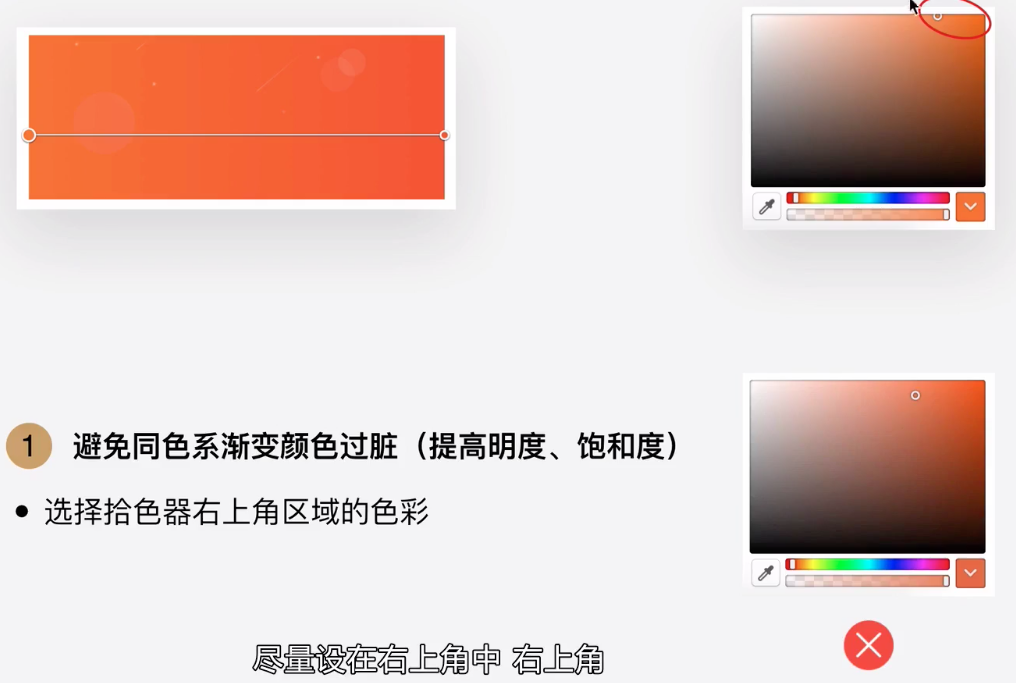 1 避免同色系渐变颜色过脏（提高明度、饱和度）
● 选择拾色器右上角区域的色彩
尽量设在右上角中 右上角